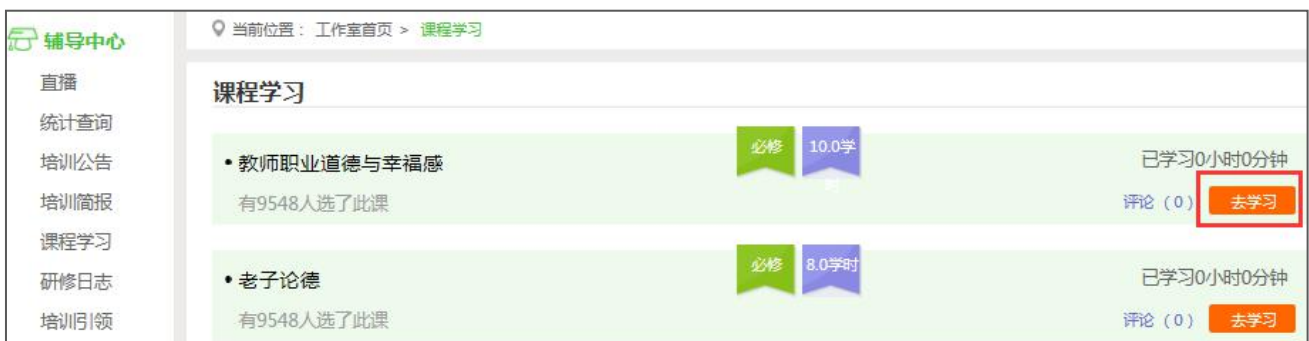 辅导中心
直播
统计查询
培训公告
培训简报
课程学习
研修日志
培训引领
当前位置： 工作室首页 > 课程学习
课程学习
• 教师职业道德与幸福感
必修
10.0学
已学习0小时0分钟
有9548人选了此课
评论（0）
去学习
• 老子论德
必修
8.0学时
已学习0小时0分钟
有9548人选了此课
评论（0）
去学习